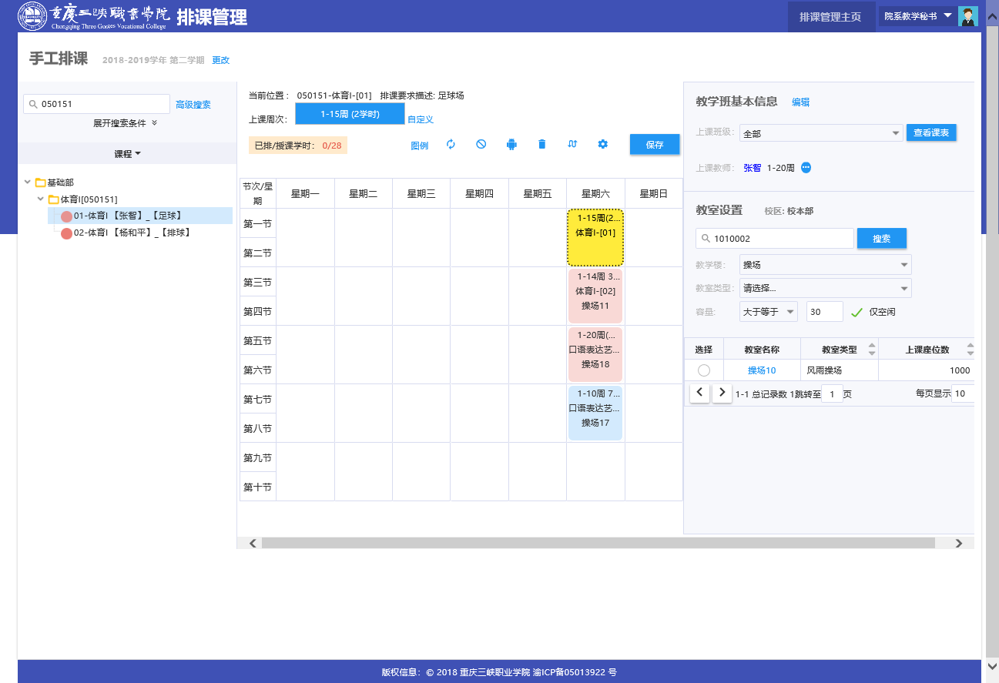 重庆三峡职业学院
Chongqing Three Gorges Vocational College
排课管理
排课管理主页
院系教学秘书
手工排课
2018-2019学年 第二学期 更改
050151
高级搜索
展开搜索条件
课程
基础部
体育I[050151]
01-体育I 【张智】_【足球】
02-体育I 【杨和平】_【排球】
当前位置： 050151-体育I-[01] 排课要求描述: 足球场
上课周次： 1-15周 (2学时) 自定义
已排/授课学时： 0/28
图例
保存
节次/星期 星期一 星期二 星期三 星期四 星期五 星期六 星期日
第一节
第二节
第三节
第四节
第五节
第六节
第七节
第八节
第九节
第十节
1-15周(2...
体育I-[01]
1-14周 3...
体育I-[02]
操场11
1-20周(...
口语表达艺...
操场18
1-10周 7...
口语表达艺...
操场17
教学班基本信息 编辑
上课班级: 全部 查看课表
上课教师: 张智 1-20周
教室设置 校区: 校本部
1010002 搜索
教学楼: 操场
教室类型: 请选择...
容量: 大于等于 30 仅空闲
选择 教室名称 教室类型 上课座位数
操场10 风雨操场 1000
1-1 总记录数 1跳转至 1 页 每页显示 10
版权信息：© 2018 重庆三峡职业学院 渝ICP备05013922 号